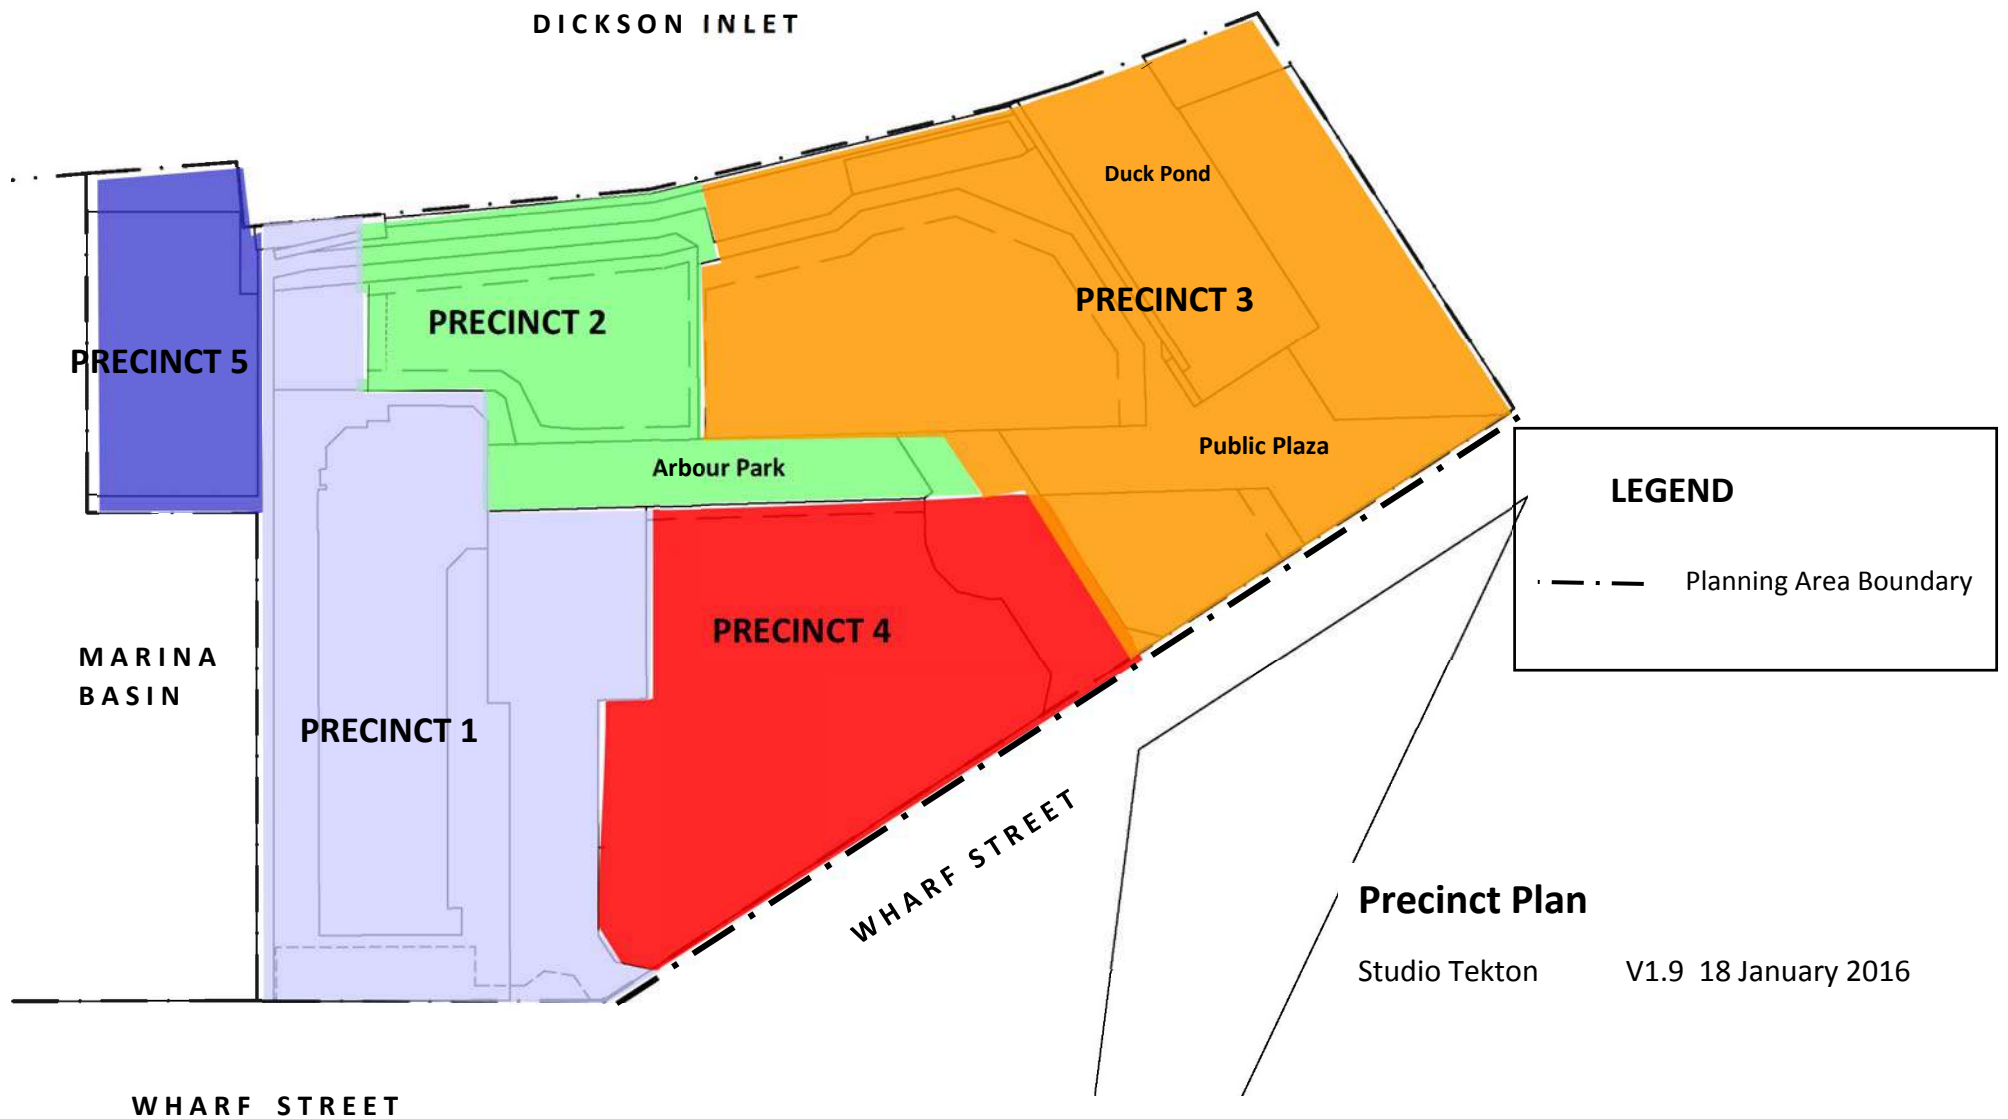 DICKSON INLET
Duck Pond
PRECINCT 3
PRECINCT 2
PRECINCT 5
Public Plaza
Arbour Park
LEGEND
Planning Area Boundary
PRECINCT 4
MARINA
BASIN
PRECINCT 1
WHARF STREET
Precinct Plan
Studio Tekton V1.9 18 January 2016
WHARF STREET